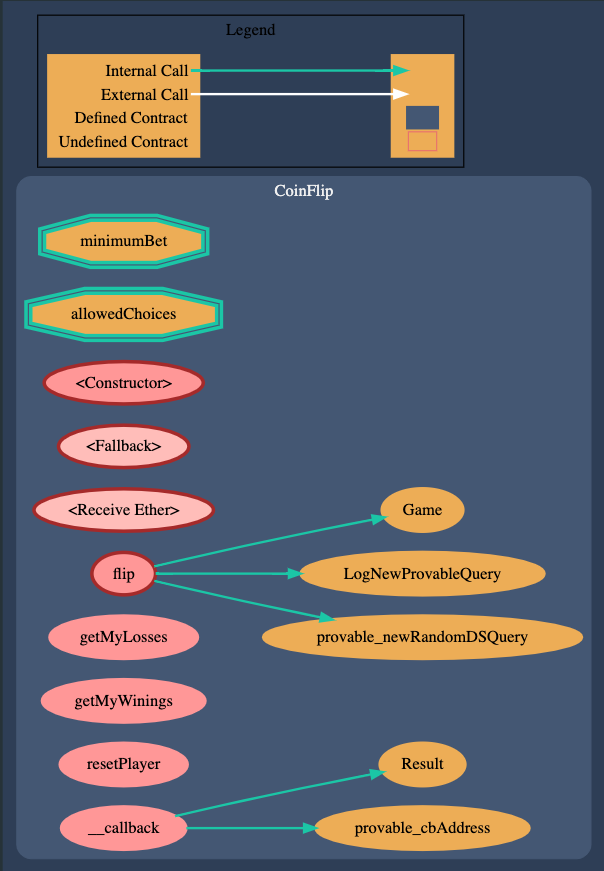 Legend
Internal Call
External Call
Defined Contract
Undefined Contract
CoinFlip
minimumBet
allowedChoices
<Constructor>
<Fallback>
<Receive Ether>
Game
flip
LogNewProvableQuery
getMyLosses
provable_newRandomDSQuery
getMyWinings
resetPlayer
Result
__callback
provable_cbAddress